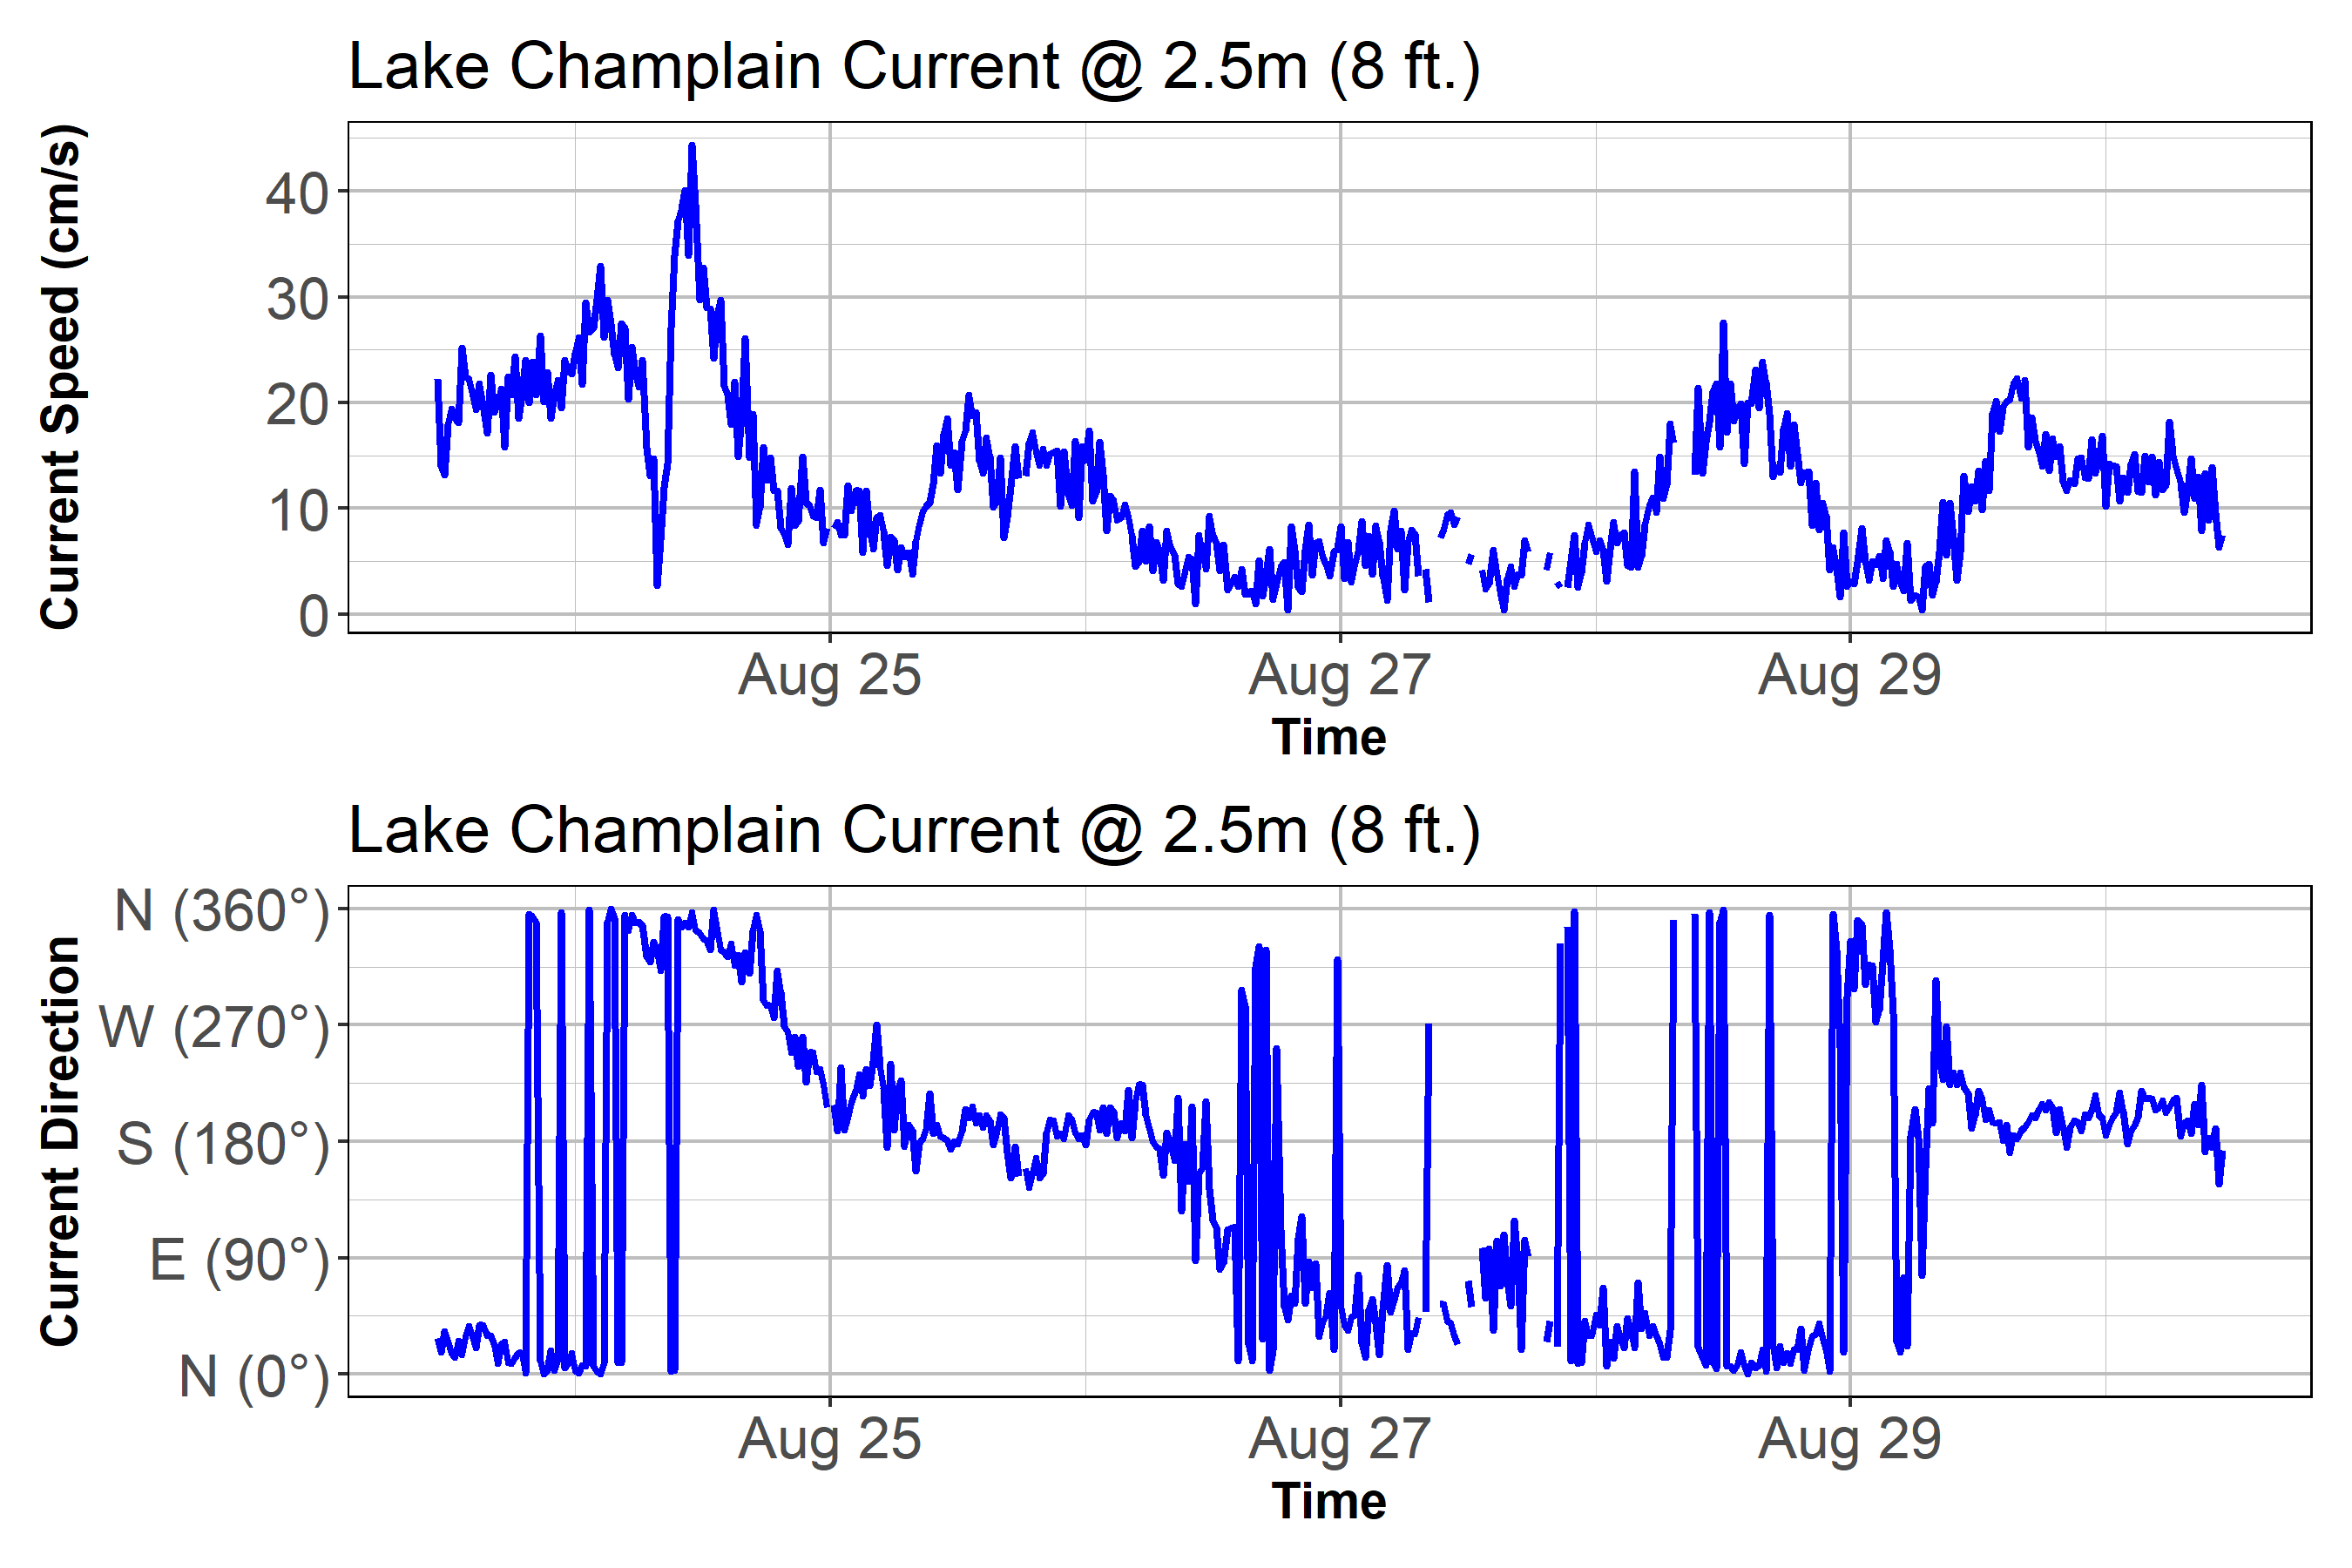 Lake Champlain Current @ 2.5m (8 ft.)
Current Speed (cm/s)
40
30
20
10
0
Aug 25 Aug 27 Aug 29
Time
Lake Champlain Current @ 2.5m (8 ft.)
Current Direction
N (360°)
W (270°)
S (180°)
E (90°)
N (0°)
Aug 25 Aug 27 Aug 29
Time